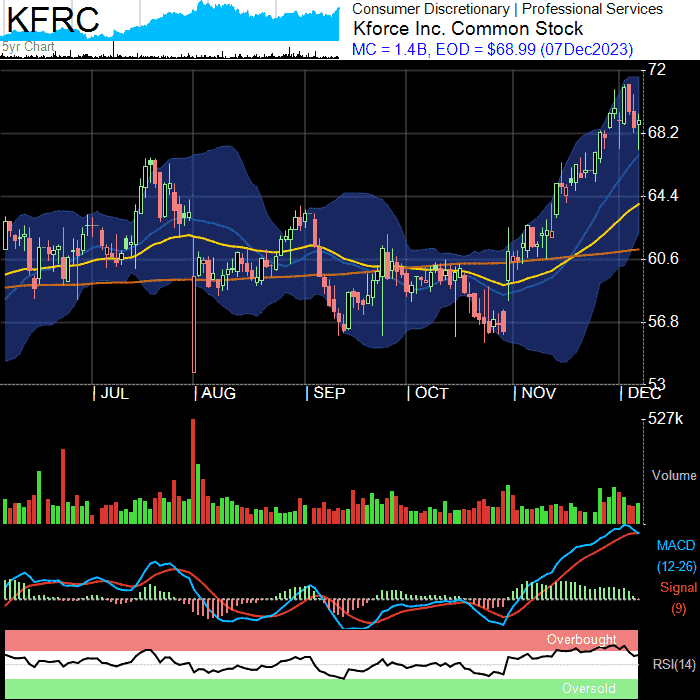 KFRC
5yr Chart
Consumer Discretionary | Professional Services
Kforce Inc. Common Stock
MC = 1.4B, EOD = $68.99 (07Dec2023)
72
68.2
64.4
60.6
56.8
53
| JUL | AUG | SEP | OCT | NOV | DEC
527k
Volume
MACD
(12-26)
Signal
(9)
Overbought
RSI(14)
Oversold